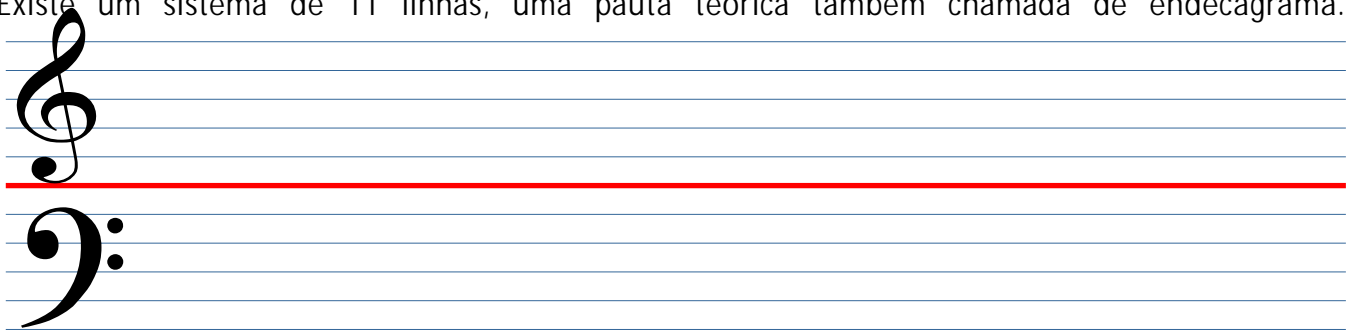 Existe um sistema de 11 linhas, uma pauta teórica também chamada de endecagrama.